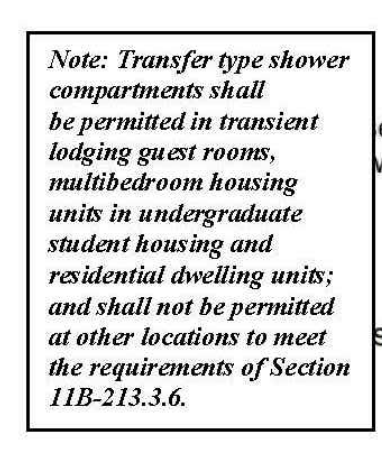 Note: Transfer type shower
compartments shall
be permitted in transient
lodging guest rooms,
multibedroom housing
units in undergraduate
student housing and
residential dwelling units;
and shall not be permitted
at other locations to meet
the requirements of Section
11B-213.3.6.